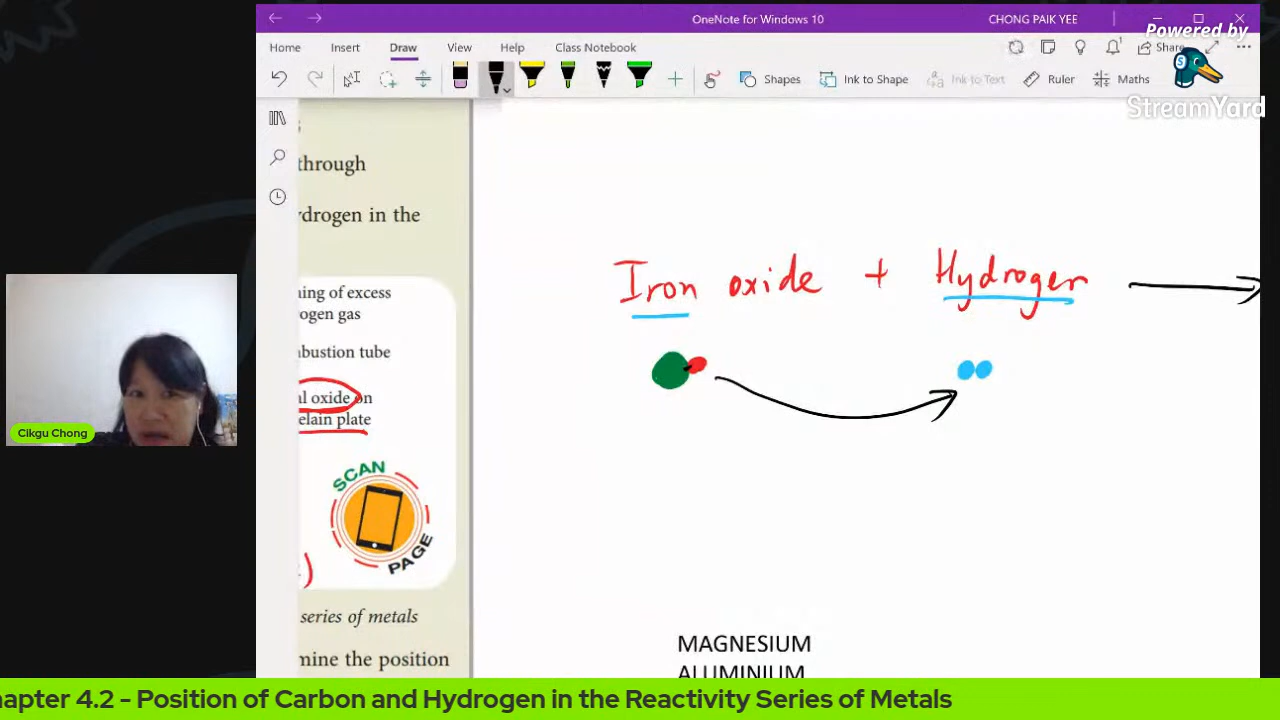 OneNote for Windows 10
CHONG PAIK YEE
Powered by
StreamYard
Home Insert Draw View Help Class Notebook
Share
Shapes Ink to Shape Ink to Text Ruler Maths
through
drogen in the
ing of excess
ogen gas
bustion tube
al oxide on
elain plate
SCAN
PAGE
series of metals
mine the position
Iron oxide + Hydrogen →
MAGNESIUM
ALUMINIUM
Cikgu Chong
hapter 4.2 - Position of Carbon and Hydrogen in the Reactivity Series of Metals